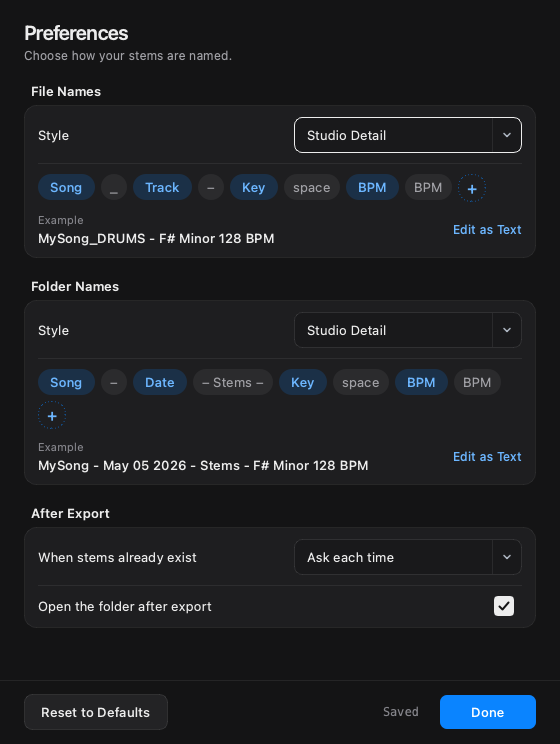 Preferences
Choose how your stems are named.
File Names
Style Studio Detail
Song _ Track – Key space BPM BPM +
Example
MySong_DRUMS - F# Minor 128 BPM
Edit as Text
Folder Names
Style Studio Detail
Song – Date – Stems – Key space BPM BPM
+
Example
MySong - May 05 2026 - Stems - F# Minor 128 BPM
Edit as Text
After Export
When stems already exist Ask each time
Open the folder after export
Reset to Defaults Saved Done